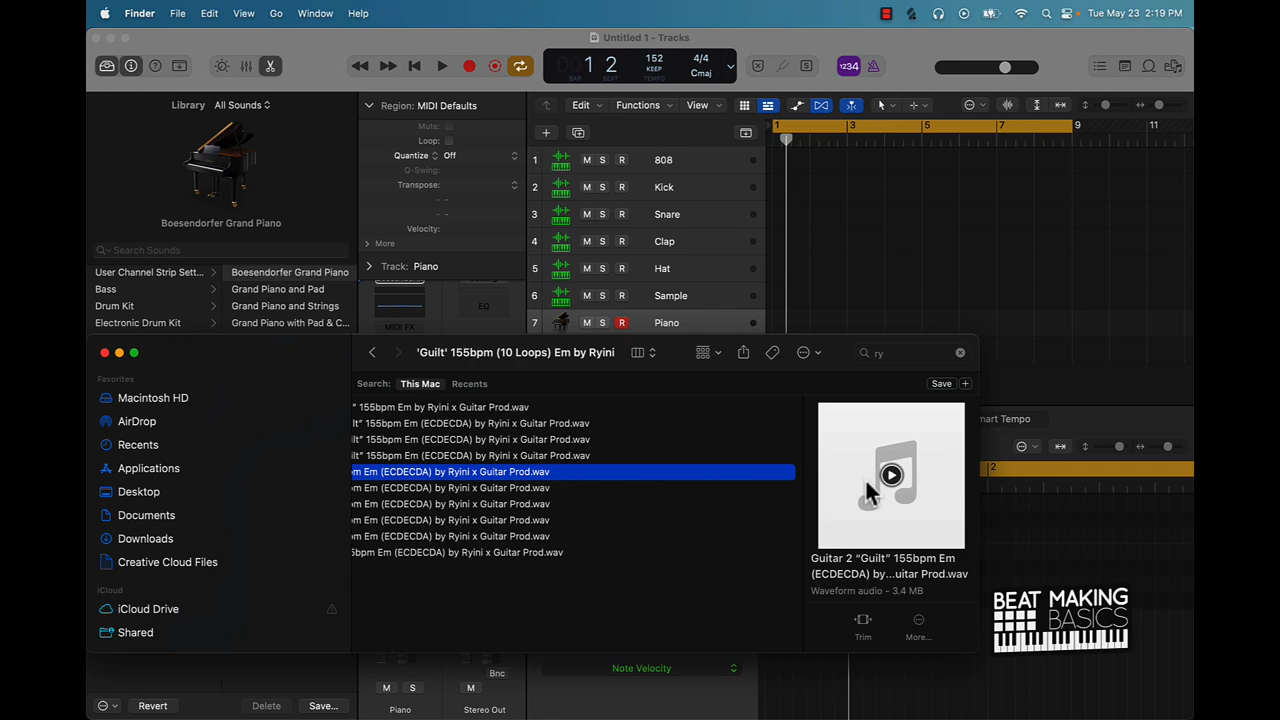 Finder File Edit View Go Window Help Tue May 23 2:19 PM
Untitled 1 - Tracks
1 2 152 4/4
BAR BEAT KEEP TEMPO Cmaj
1234
Library All Sounds
Region: MIDI Defaults
Edit Functions View
1 3 5 7 9 11
Mute:
Loop:
Quantize Off
Q-Swing:
Transpose:
Velocity:
More
Track: Piano
Boesendorfer Grand Piano
Search Sounds
User Channel Strip Sett... Boesendorfer Grand Piano
Bass Grand Piano and Pad
Drum Kit Grand Piano and Strings
Electronic Drum Kit Grand Piano with Pad & C...
EQ
MIDI FX
1 M S R 808
2 M S R Kick
3 M S R Snare
4 M S R Clap
5 M S R Hat
6 M S R Sample
7 M S R Piano
'Guilt' 155bpm (10 Loops) Em by Ryini
ry
Search: This Mac Recents
Save
Favorites
Macintosh HD
AirDrop
Recents
Applications
Desktop
Documents
Downloads
Creative Cloud Files
iCloud
iCloud Drive
Shared
" 155bpm Em by Ryini x Guitar Prod.wav
ilt" 155bpm Em (ECDECDA) by Ryini x Guitar Prod.wav
ilt" 155bpm Em (ECDECDA) by Ryini x Guitar Prod.wav
ilt" 155bpm Em (ECDECDA) by Ryini x Guitar Prod.wav
pm Em (ECDECDA) by Ryini x Guitar Prod.wav
pm Em (ECDECDA) by Ryini x Guitar Prod.wav
pm Em (ECDECDA) by Ryini x Guitar Prod.wav
pm Em (ECDECDA) by Ryini x Guitar Prod.wav
pm Em (ECDECDA) by Ryini x Guitar Prod.wav
5bpm Em (ECDECDA) by Ryini x Guitar Prod.wav
Guitar 2 “Guilt” 155bpm Em
(ECDECDA) by...uitar Prod.wav
Waveform audio - 3.4 MB
Trim More...
mart Tempo
2
BEAT MAKING
BASICS
Bnc
M S M
Note Velocity
Revert Delete Save...
Piano Stereo Out